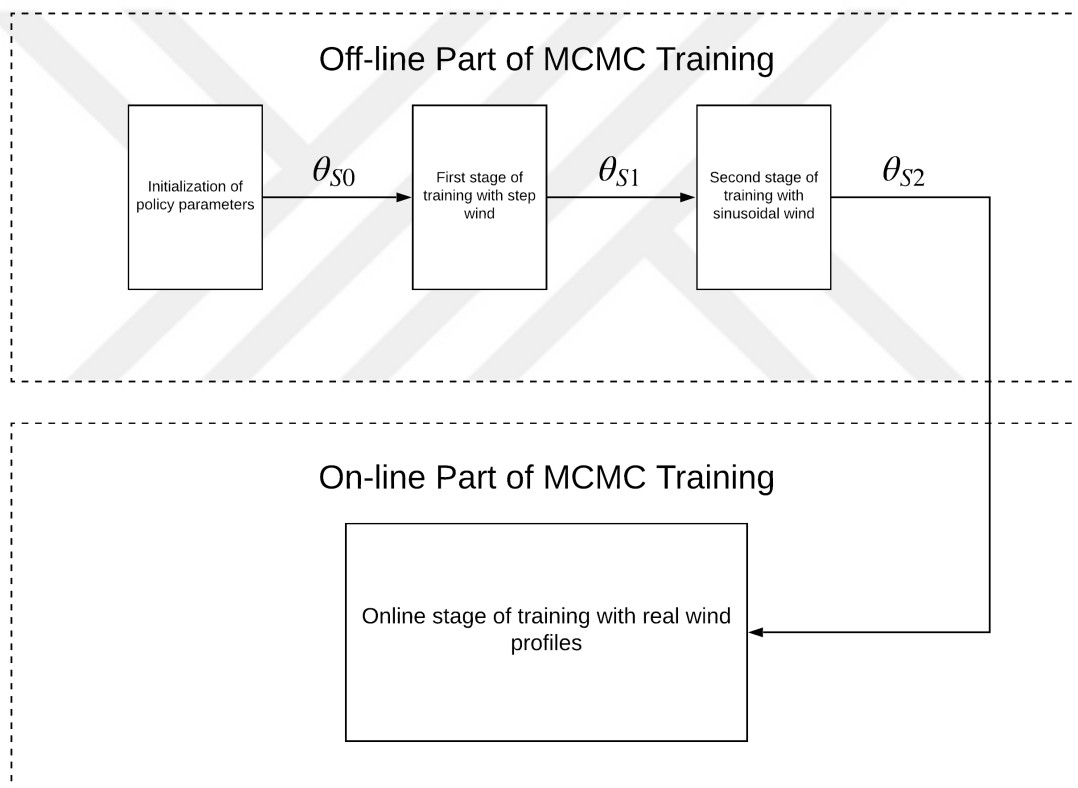 Off-line Part of MCMC Training
Initialization of
policy parameters
θS0
First stage of
training with step
wind
θS1
Second stage of
training with
sinusoidal wind
θS2
On-line Part of MCMC Training
Online stage of training with real wind
profiles